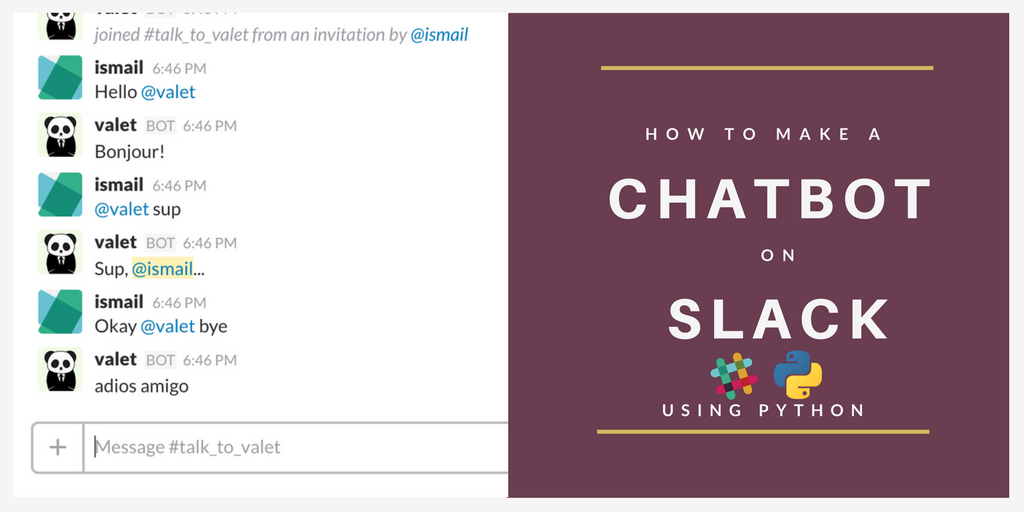 joined #talk_to_valet from an invitation by @ismail
ismail 6:46 PM
Hello @valet
valet BOT 6:46 PM
Bonjour!
ismail 6:46 PM
@valet sup
valet BOT 6:46 PM
Sup, @ismail...
ismail 6:46 PM
Okay @valet bye
valet BOT 6:46 PM
adios amigo
Message #talk_to_valet
HOW TO MAKE A
CHATBOT
ON
SLACK
USING PYTHON